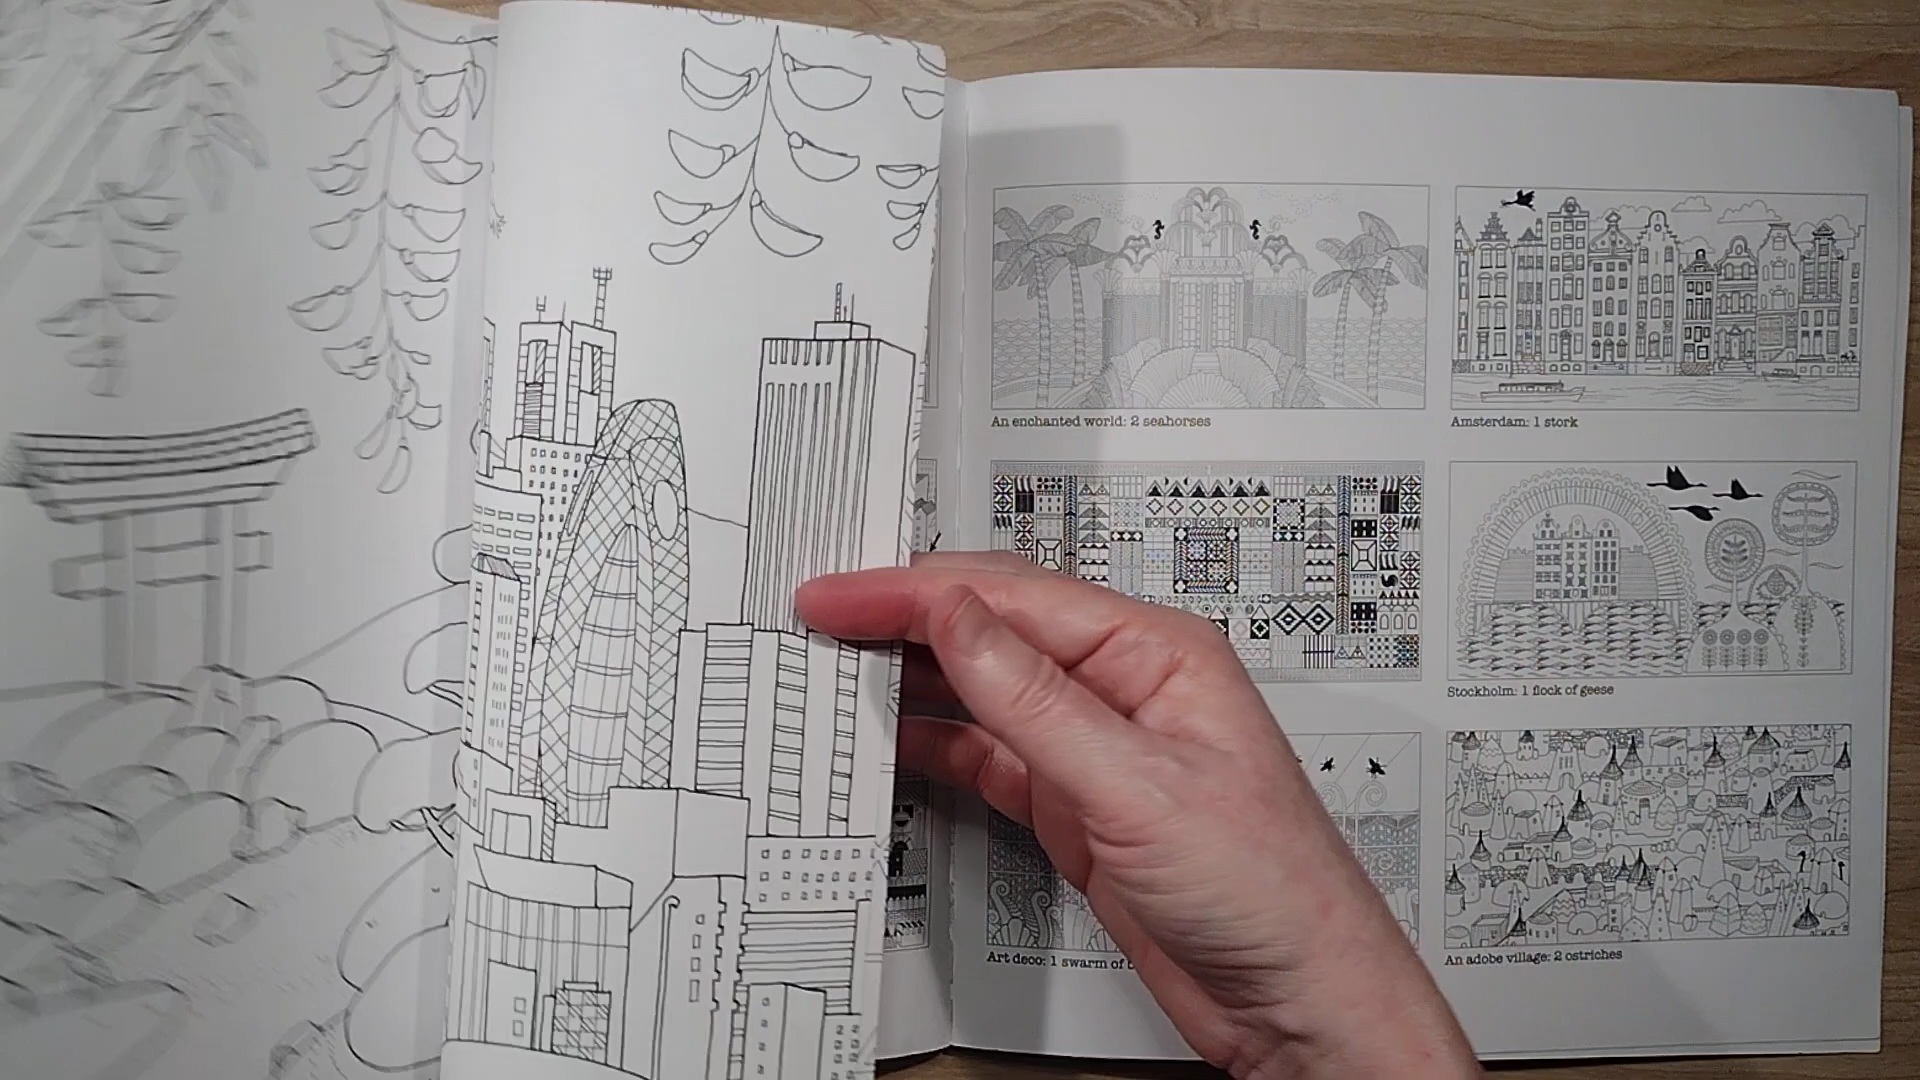 An enchanted world: 2 seahorses
Amsterdam: 1 stork
Stockholm: 1 flock of geese
Art deco: 1 swarm of
An adobe village: 2 ostriches